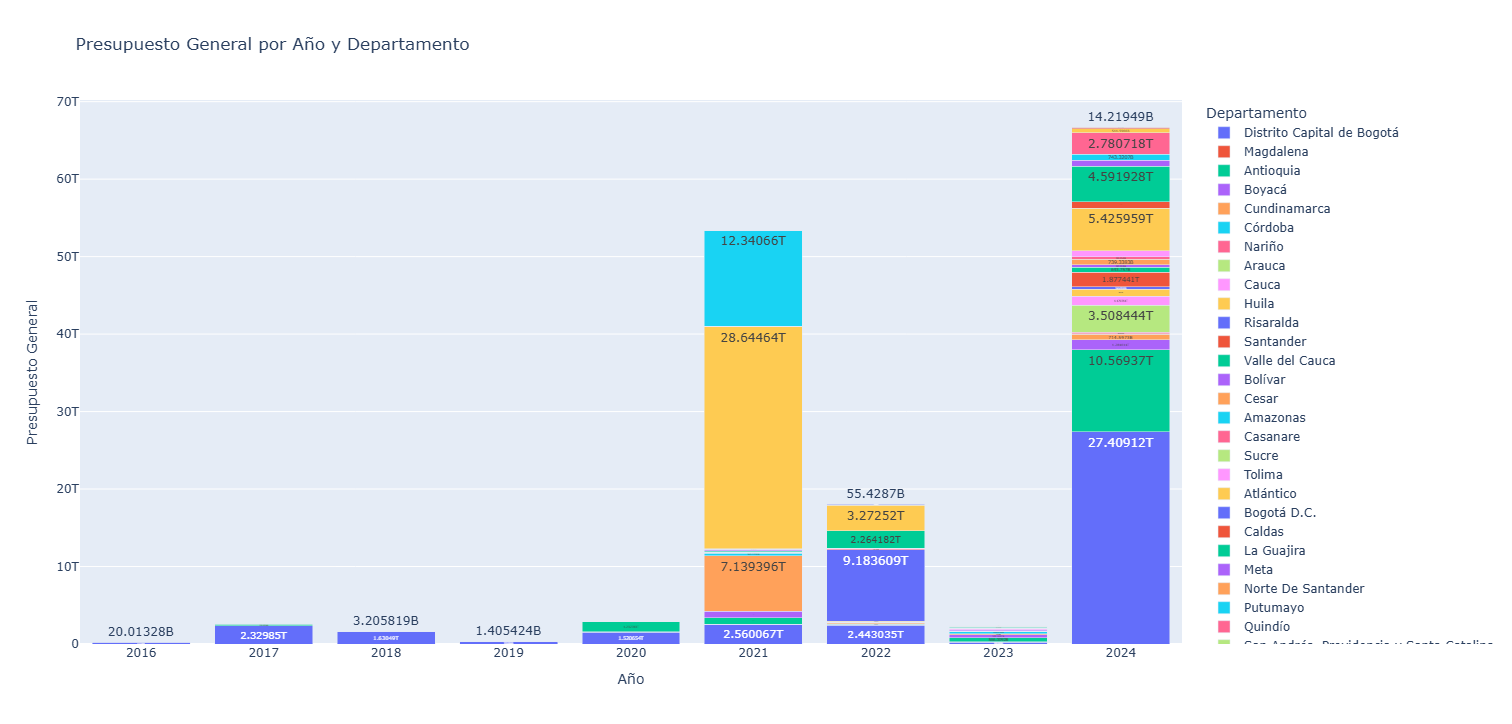 Presupuesto General por Año y Departamento
Presupuesto General
70T
60T
50T
40T
30T
20T
10T
0
20.01328B
2.32985T
3.205819B
1.63049T
1.405424B
12.34066T
28.64464T
7.139396T
2.560067T
55.4287B
3.27252T
2.264182T
9.183609T
2.443035T
14.21949B
2.780718T
4.591928T
5.425959T
1.877441T
3.508444T
10.56937T
27.40912T
2016
2017
2018
2019
2020
2021
2022
2023
2024
Año
Departamento
Distrito Capital de Bogotá
Magdalena
Antioquia
Boyacá
Cundinamarca
Córdoba
Nariño
Arauca
Cauca
Huila
Risaralda
Santander
Valle del Cauca
Bolívar
Cesar
Amazonas
Casanare
Sucre
Tolima
Atlántico
Bogotá D.C.
Caldas
La Guajira
Meta
Norte De Santander
Putumayo
Quindío